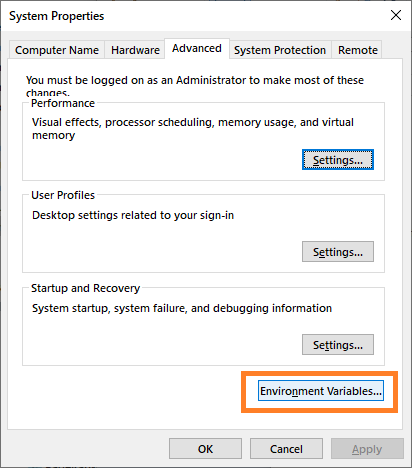 System Properties
Computer Name
Hardware
Advanced
System Protection
Remote
You must be logged on as an Administrator to make most of these
changes.
Performance
Visual effects, processor scheduling, memory usage, and virtual
memory
Settings...
User Profiles
Desktop settings related to your sign-in
Settings...
Startup and Recovery
System startup, system failure, and debugging information
Settings...
Environment Variables...
OK
Cancel
Apply